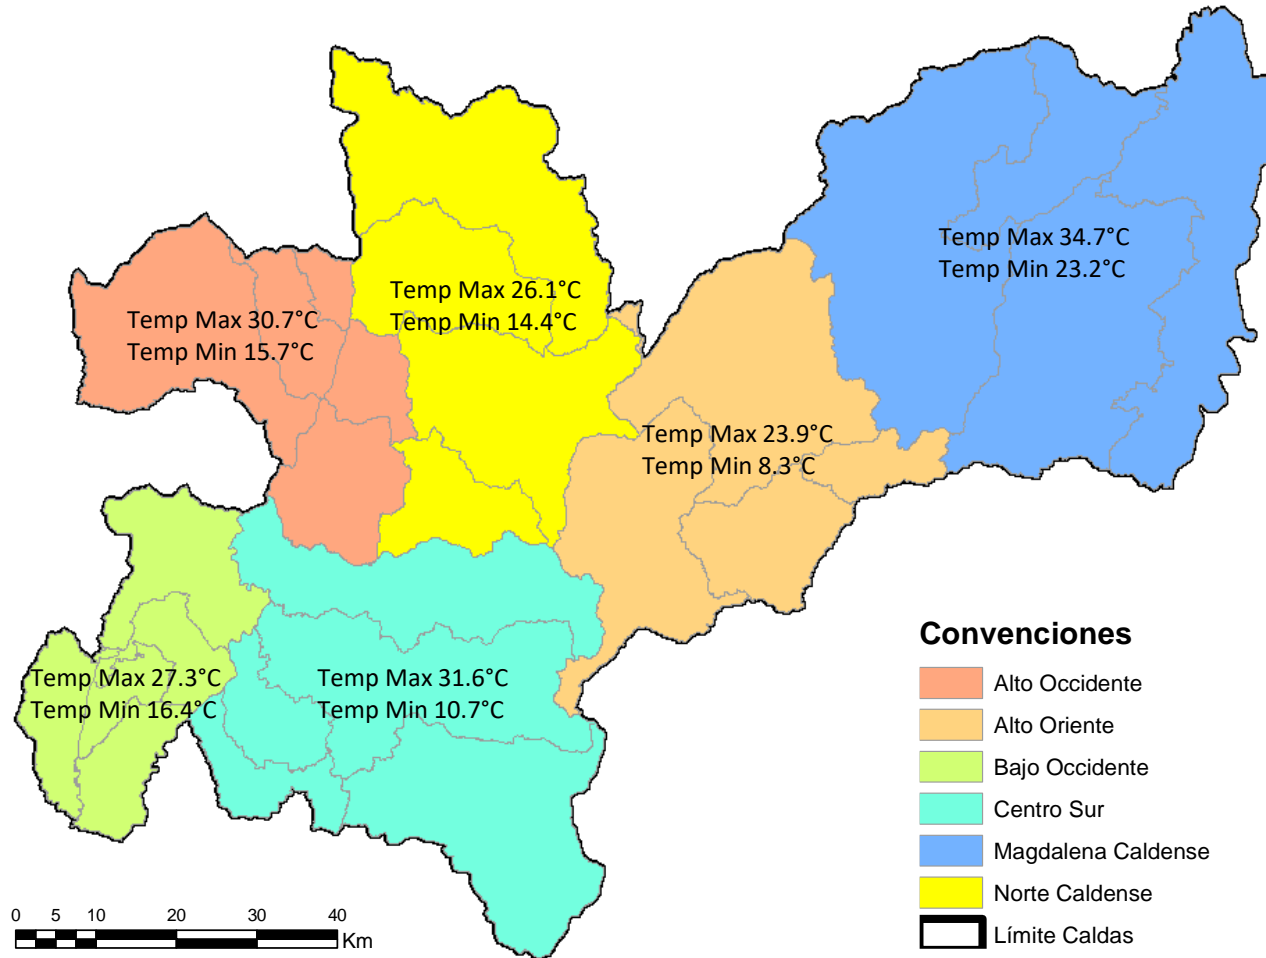 Temp Max 34.7°C
Temp Min 23.2°C
Temp Max 26.1°C
Temp Min 14.4°C
Temp Max 30.7°C
Temp Min 15.7°C
Temp Max 23.9°C
Temp Min 8.3°C
Temp Max 27.3°C
Temp Min 16.4°C
Temp Max 31.6°C
Temp Min 10.7°C
Convenciones
Alto Occidente
Alto Oriente
Bajo Occidente
Centro Sur
Magdalena Caldense
Norte Caldense
Límite Caldas
0 5 10 20 30 40
Km